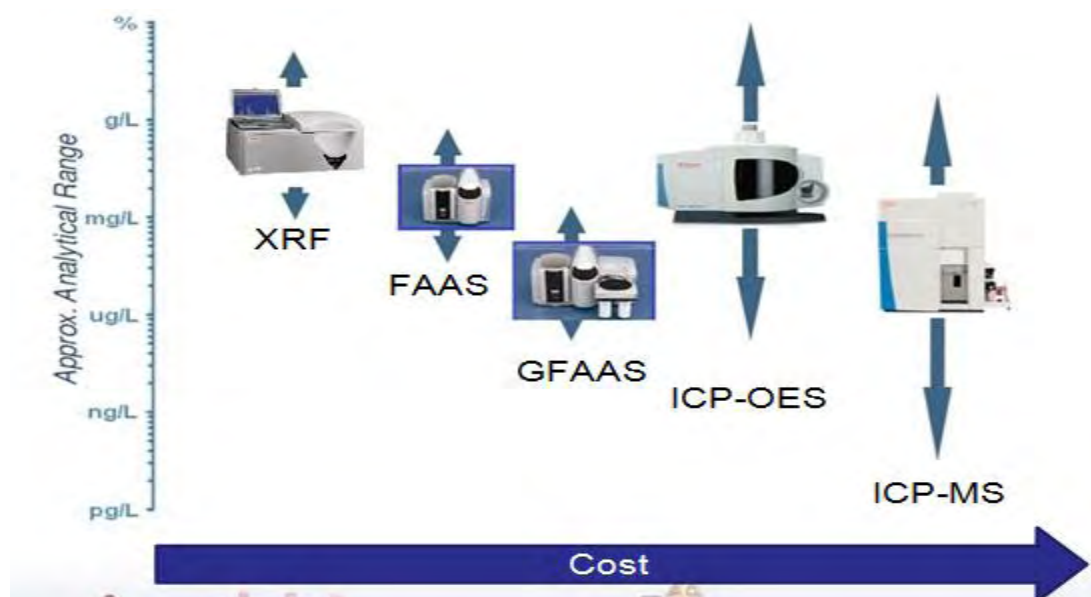 %
g/L
mg/L
ug/L
ng/L
pg/L
Approx. Analytical Range
XRF
FAAS
GFAAS
ICP-OES
ICP-MS
Cost